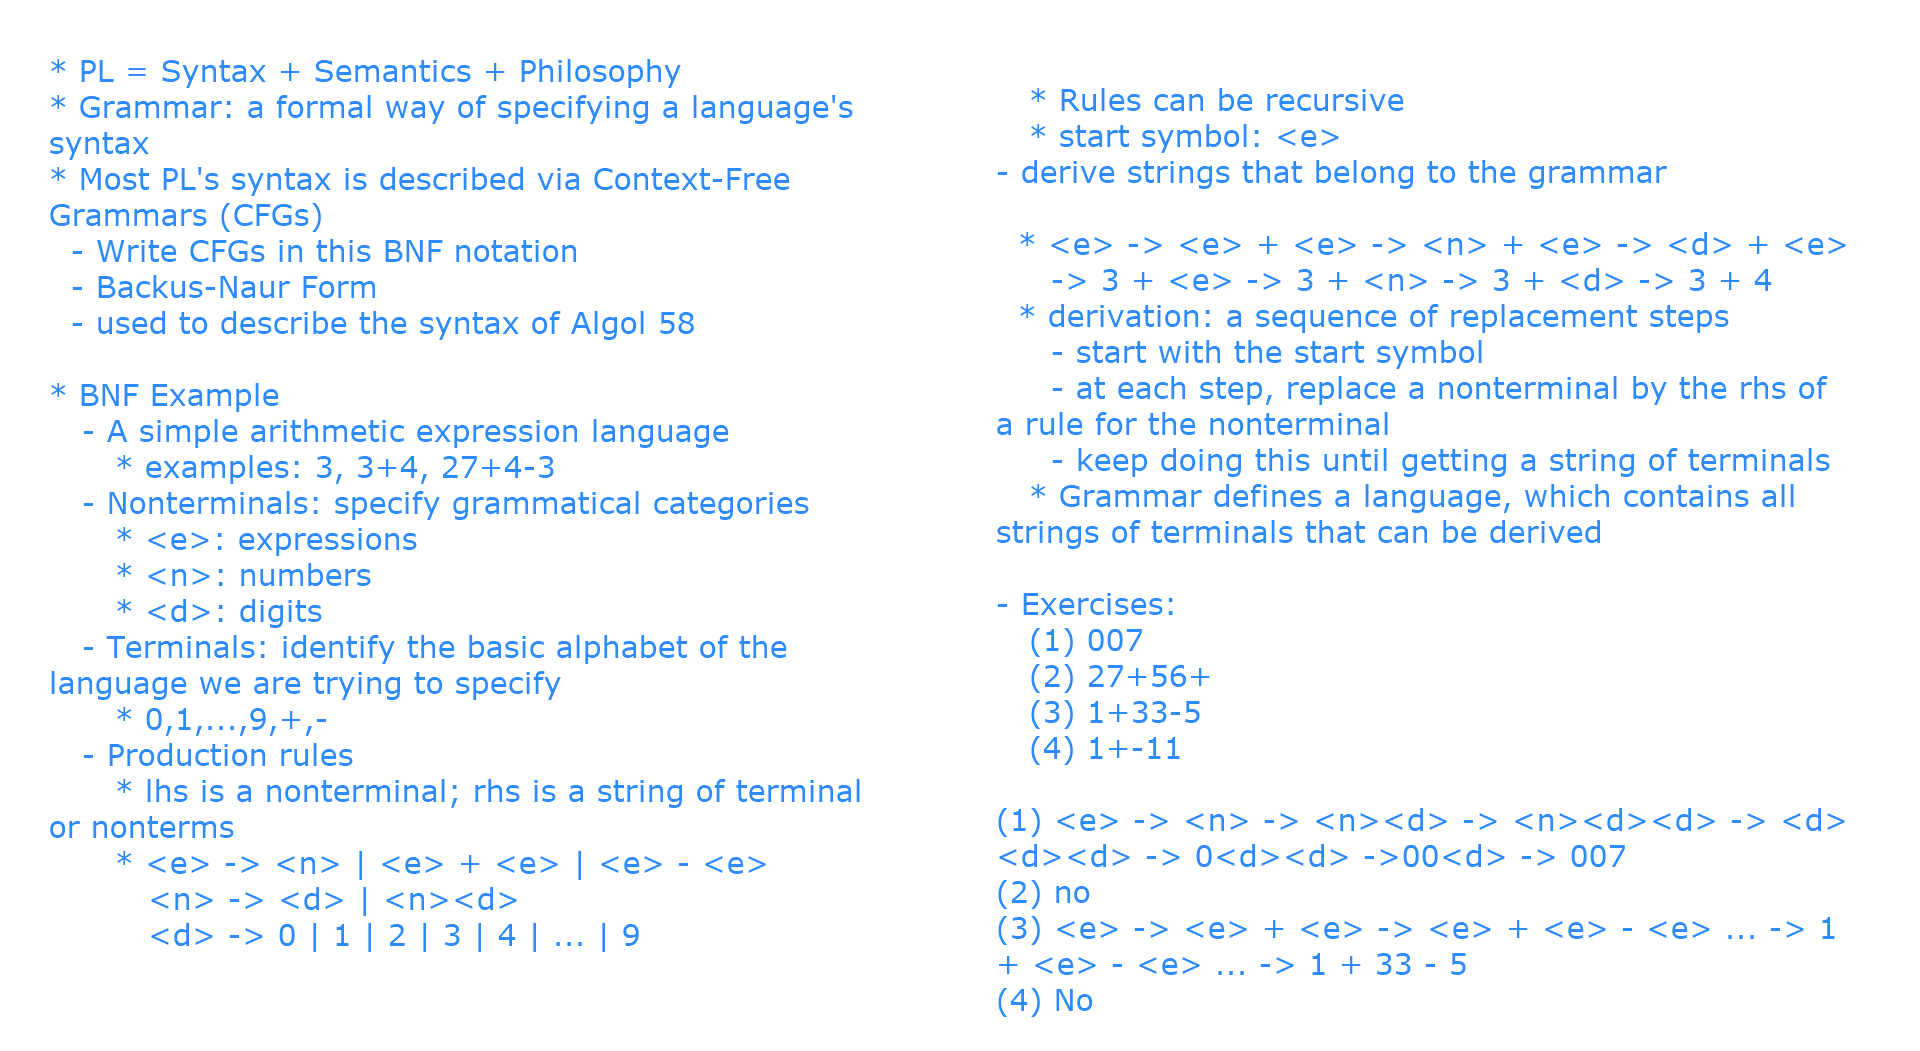 * PL = Syntax + Semantics + Philosophy
* Grammar: a formal way of specifying a language's
syntax
* Most PL's syntax is described via Context-Free
Grammars (CFGs)
- Write CFGs in this BNF notation
- Backus-Naur Form
- used to describe the syntax of Algol 58
* BNF Example
- A simple arithmetic expression language
* examples: 3, 3+4, 27+4-3
- Nonterminals: specify grammatical categories
* <e>: expressions
* <n>: numbers
* <d>: digits
- Terminals: identify the basic alphabet of the
language we are trying to specify
* 0,1,...,9,+,-
- Production rules
* lhs is a nonterminal; rhs is a string of terminal
or nonterms
* <e> -> <n> | <e> + <e> | <e> - <e>
<n> -> <d> | <n><d>
<d> -> 0 | 1 | 2 | 3 | 4 | ... | 9
* Rules can be recursive
* start symbol: <e>
- derive strings that belong to the grammar
* <e> -> <e> + <e> -> <n> + <e> -> <d> + <e>
-> 3 + <e> -> 3 + <n> -> 3 + <d> -> 3 + 4
* derivation: a sequence of replacement steps
- start with the start symbol
- at each step, replace a nonterminal by the rhs of
a rule for the nonterminal
- keep doing this until getting a string of terminals
* Grammar defines a language, which contains all
strings of terminals that can be derived
- Exercises:
(1) 007
(2) 27+56+
(3) 1+33-5
(4) 1+-11
(1) <e> -> <n> -> <n><d> -> <n><d><d> -> <d>
<d><d> -> 0<d><d> ->00<d> -> 007
(2) no
(3) <e> -> <e> + <e> -> <e> + <e> - <e> ... -> 1
+ <e> - <e> ... -> 1 + 33 - 5
(4) No